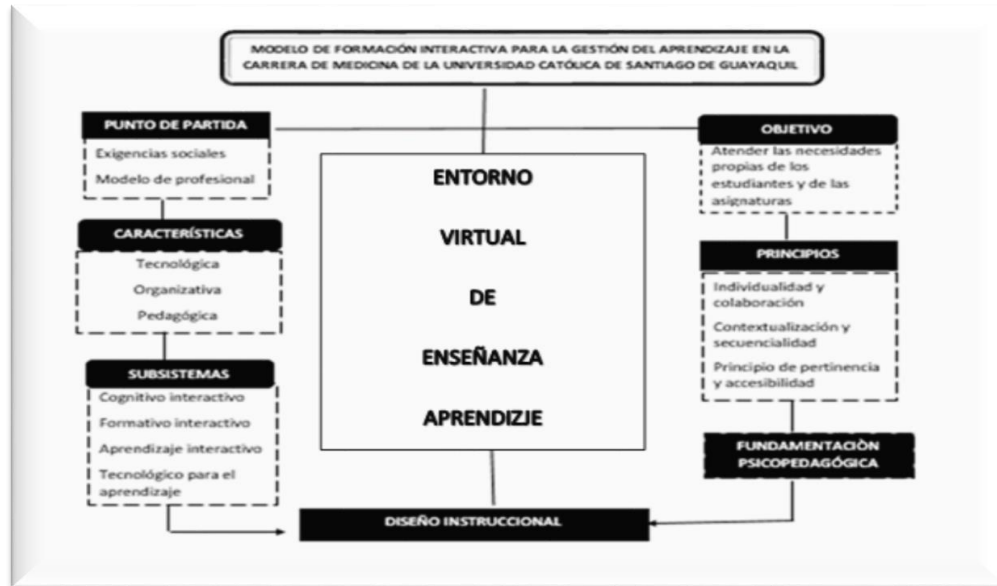 MODELO DE FORMACIÓN INTERACTIVA PARA LA GESTIÓN DEL APRENDIZAJE EN LA
CARRERA DE MEDICINA DE LA UNIVERSIDAD CATÓLICA DE SANTIAGO DE GUAYAQUIL
PUNTO DE PARTIDA
Exigencias sociales
Modelo de profesional
CARACTERÍSTICAS
Tecnológica
Organizativa
Pedagógica
SUBSISTEMAS
Cognitivo interactivo
Formativo interactivo
Aprendizaje interactivo
Tecnológico para el
aprendizaje
ENTORNO
VIRTUAL
DE
ENSEÑANZA
APRENDIZJE
OBJETIVO
Atender las necesidades
propias de los
estudiantes y de las
asignaturas
PRINCIPIOS
Individualidad y
colaboración
Contextualización y
secuencialidad
Principio de pertinencia
y accesibilidad
FUNDAMENTACIÒN
PSICOPEDAGÓGICA
DISEÑO INSTRUCCIONAL